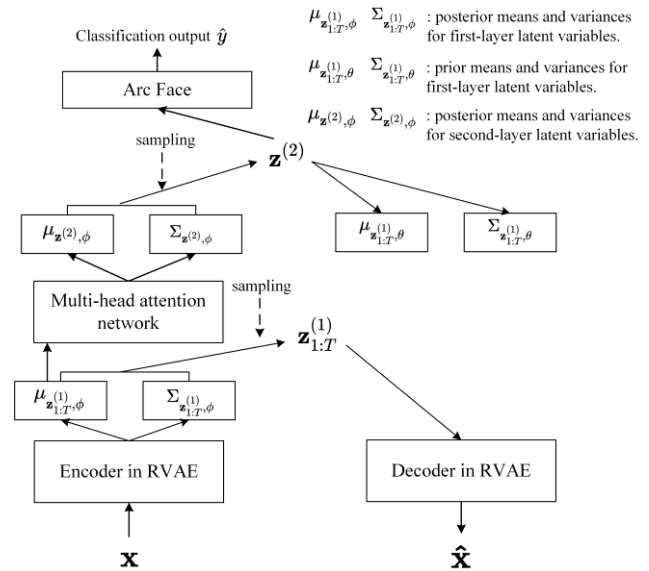 Classification output ŷ
Arc Face
sampling
z^{(2)}
μ_{z^{(2)},ϕ} Σ_{z^{(2)},ϕ}
μ_{z^{(1)}_{1:T},θ} Σ_{z^{(1)}_{1:T},θ}
Multi-head attention
network
sampling
z^{(1)}_{1:T}
μ_{z^{(1)}_{1:T},ϕ} Σ_{z^{(1)}_{1:T},ϕ}
Encoder in RVAE
Decoder in RVAE
x
x̂
μ_{z^{(1)}_{1:T},ϕ} Σ_{z^{(1)}_{1:T},ϕ} : posterior means and variances
for first-layer latent variables.
μ_{z^{(1)}_{1:T},θ} Σ_{z^{(1)}_{1:T},θ} : prior means and variances for
first-layer latent variables.
μ_{z^{(2)},ϕ} Σ_{z^{(2)},ϕ} : posterior means and variances
for second-layer latent variables.